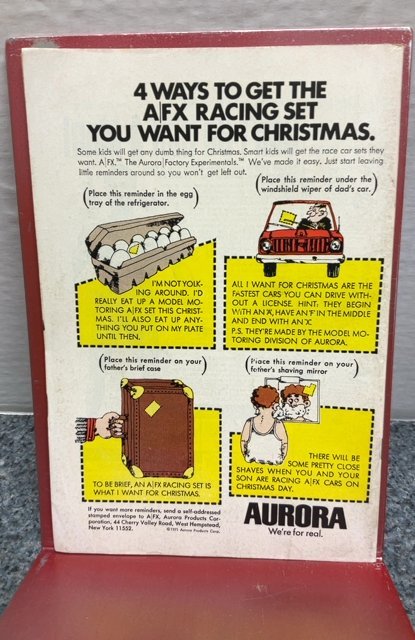 4 WAYS TO GET THE
A|FX RACING SET
YOU WANT FOR CHRISTMAS.
Some kids will get any dumb thing for Christmas. Smart kids will get the race car sets they
want. A|FX.™ The Aurora|Factory Experimentals.™ We've made it easy. Just start leaving
little reminders around so you won't get left out.
(Place this reminder in the egg
tray of the refrigerator.)
I'M NOT YOLK-
ING AROUND. I'D
REALLY EAT UP A MODEL MO-
TORING A|FX SET THIS CHRIST-
MAS. I'LL ALSO EAT UP ANY-
THING YOU PUT ON MY PLATE
UNTIL THEN.
(Place this reminder under the
windshield wiper of dad's car.)
ALL I WANT FOR CHRISTMAS ARE THE
FASTEST CARS YOU CAN DRIVE WITH-
OUT A LICENSE. HINT: THEY BEGIN
WITH AN 'A', HAVE AN 'F' IN THE MIDDLE
AND END WITH AN 'X'.
P.S. THEY'RE MADE BY THE MODEL MO-
TORING DIVISION OF AURORA.
(Place this reminder on your
father's brief case)
TO BE BRIEF, AN A|FX RACING SET IS
WHAT I WANT FOR CHRISTMAS.
(Place this reminder on your
father's shaving mirror)
THERE WILL BE
SOME PRETTY CLOSE
SHAVES WHEN YOU AND YOUR
SON ARE RACING A|FX CARS ON
CHRISTMAS DAY.
If you want more reminders, send a self-addressed
stamped envelope to A|FX, Aurora Products Cor-
poration, 44 Cherry Valley Road, West Hempstead,
New York 11552.
©1971 Aurora Products Corp.
AURORA
We're for real.